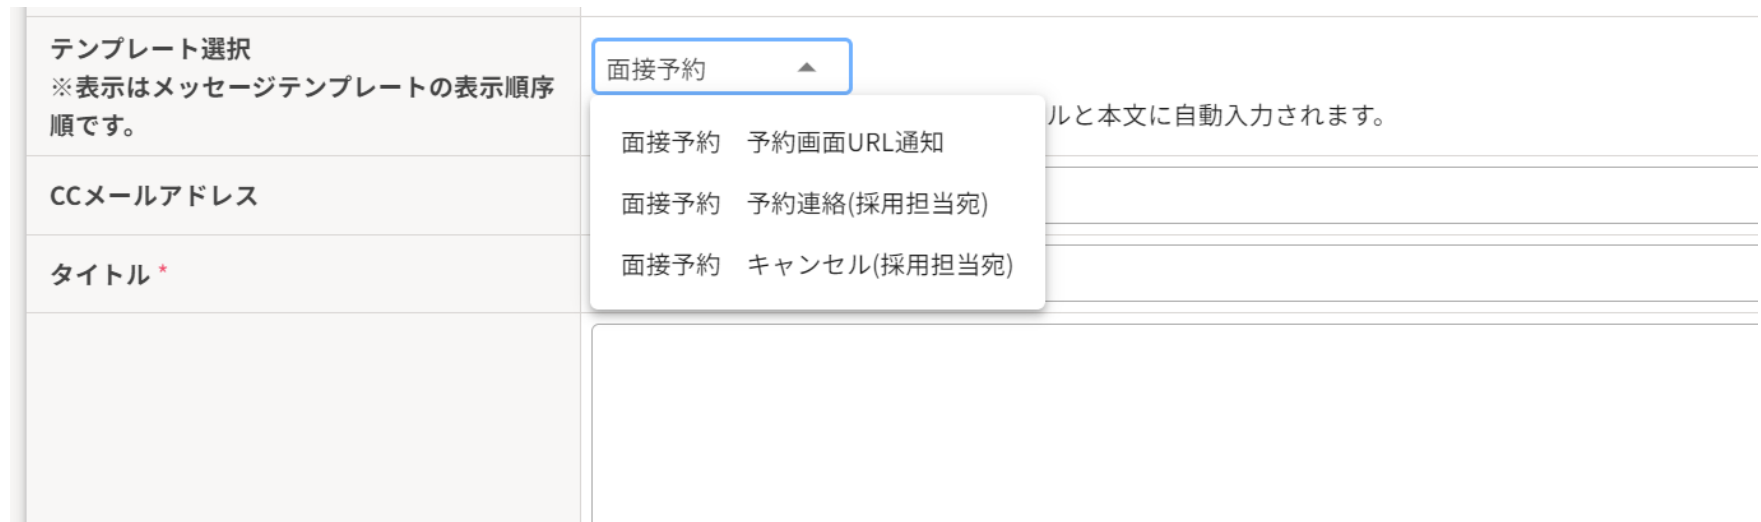 テンプレート選択
※表示はメッセージテンプレートの表示順序
順です。
面接予約
ルと本文に自動入力されます。
面接予約　予約画面URL通知
面接予約　予約連絡(採用担当宛)
面接予約　キャンセル(採用担当宛)
CCメールアドレス
タイトル *